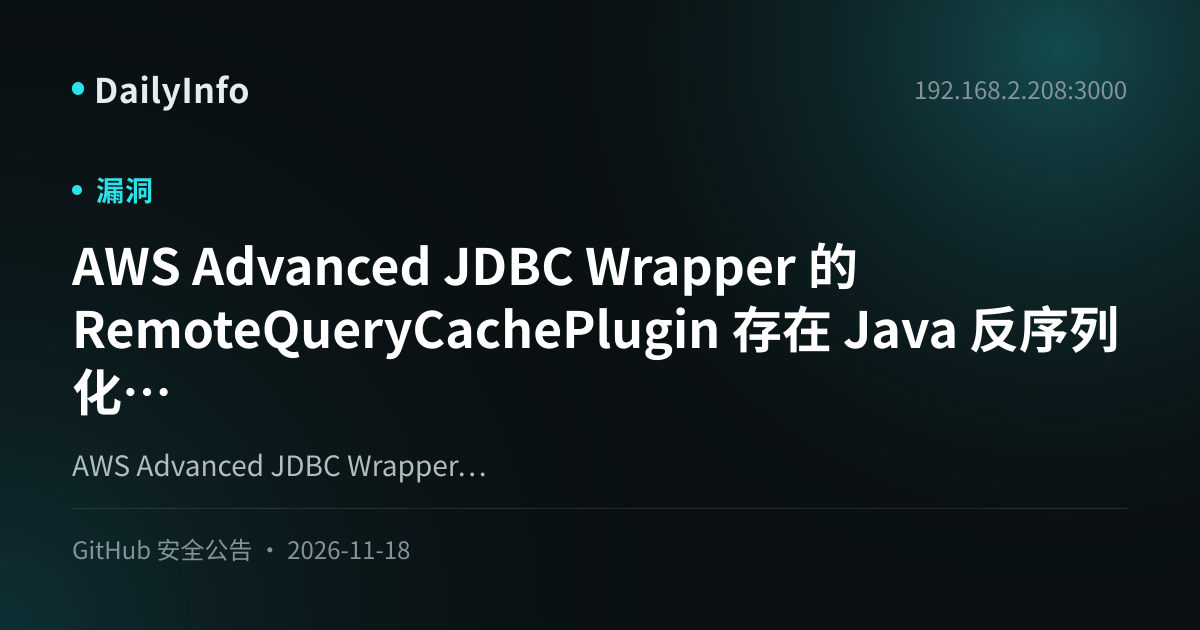 DailyInfo
192.168.2.208:3000
漏洞
AWS Advanced JDBC Wrapper 的
RemoteQueryCachePlugin 存在 Java 反序列
化…
AWS Advanced JDBC Wrapper…
GitHub 安全公告 · 2026-11-18